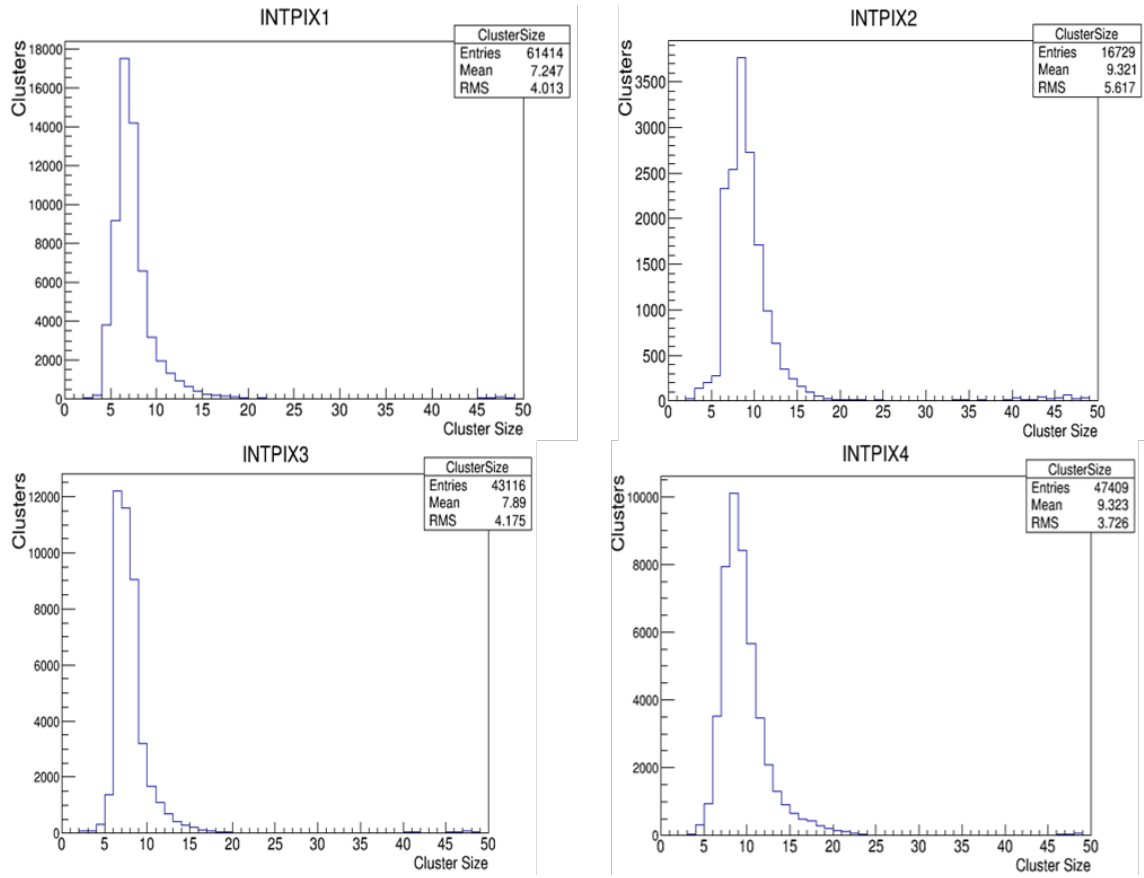 INTPIX1
ClusterSize
Entries 61414
Mean 7.247
RMS 4.013
Clusters
18000
16000
14000
12000
10000
8000
6000
4000
2000
0
0 5 10 15 20 25 30 35 40 45 50
Cluster Size
INTPIX2
ClusterSize
Entries 16729
Mean 9.321
RMS 5.617
Clusters
3500
3000
2500
2000
1500
1000
500
0
0 5 10 15 20 25 30 35 40 45 50
Cluster Size
INTPIX3
ClusterSize
Entries 43116
Mean 7.89
RMS 4.175
Clusters
12000
10000
8000
6000
4000
2000
0
0 5 10 15 20 25 30 35 40 45 50
Cluster Size
INTPIX4
ClusterSize
Entries 47409
Mean 9.323
RMS 3.726
Clusters
10000
8000
6000
4000
2000
0
0 5 10 15 20 25 30 35 40 45 50
Cluster Size